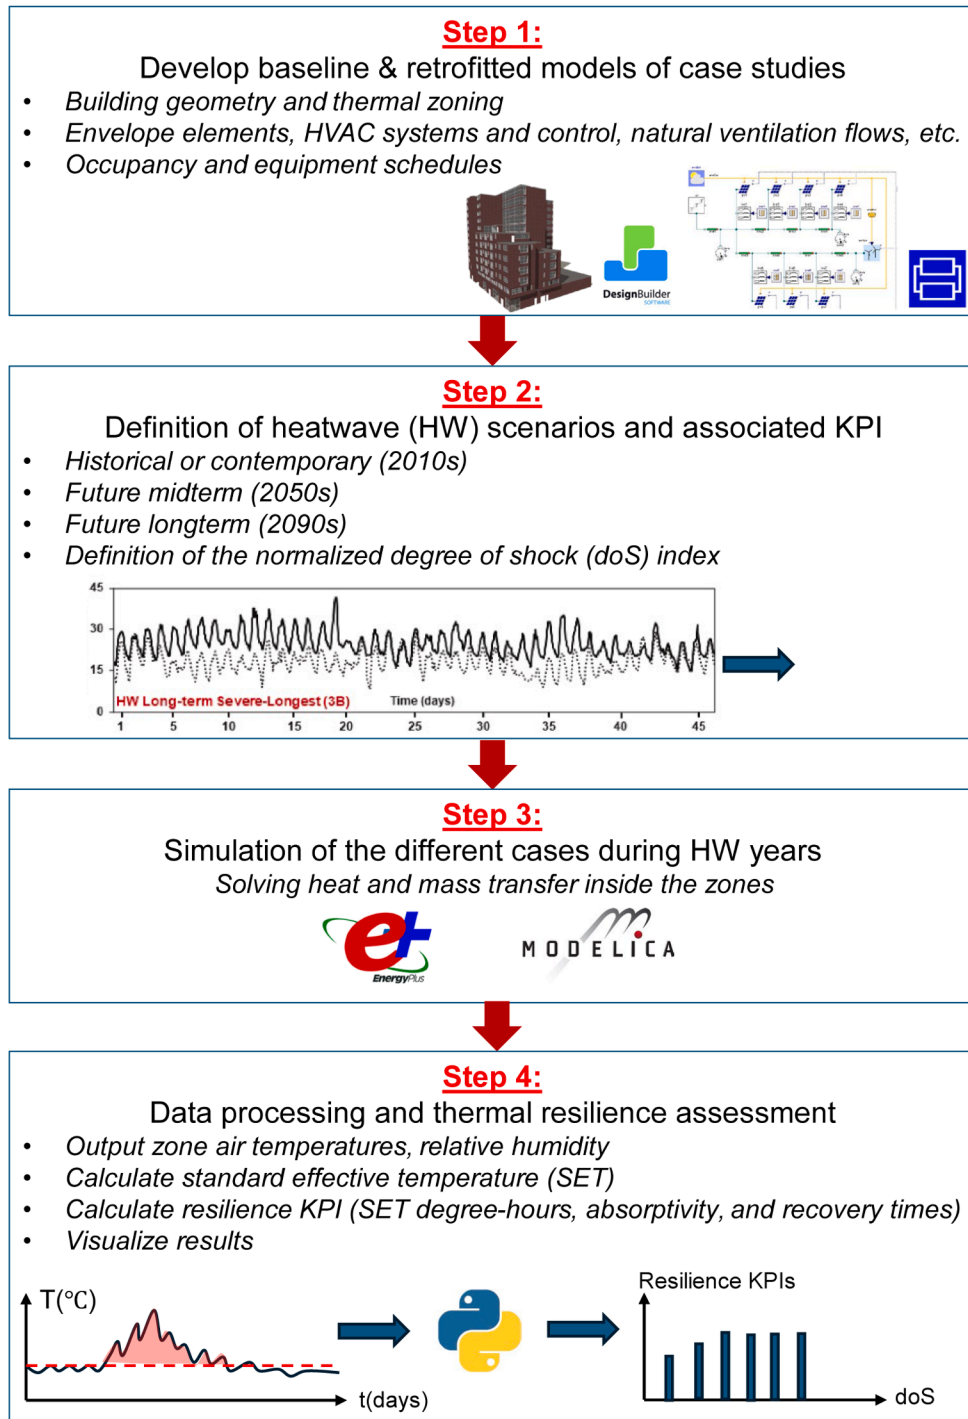 Step 1:
Develop baseline & retrofitted models of case studies
• Building geometry and thermal zoning
• Envelope elements, HVAC systems and control, natural ventilation flows, etc.
• Occupancy and equipment schedules
DesignBuilder
SOFTWARE
Step 2:
Definition of heatwave (HW) scenarios and associated KPI
• Historical or contemporary (2010s)
• Future midterm (2050s)
• Future longterm (2090s)
• Definition of the normalized degree of shock (doS) index
45
30
15
0
HW Long-term Severe-Longest (3B)
Time (days)
1 5 10 15 20 25 30 35 40 45
Step 3:
Simulation of the different cases during HW years
Solving heat and mass transfer inside the zones
e+
EnergyPlus
MODELICA
Step 4:
Data processing and thermal resilience assessment
• Output zone air temperatures, relative humidity
• Calculate standard effective temperature (SET)
• Calculate resilience KPI (SET degree-hours, absorptivity, and recovery times)
• Visualize results
T(°C)
t(days)
Resilience KPIs
doS